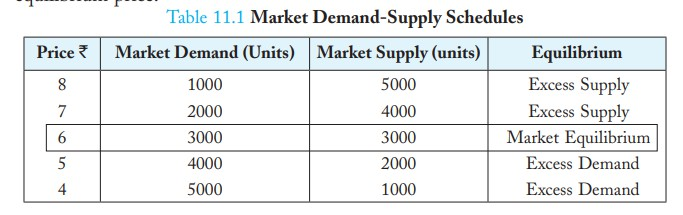 Table 11.1 Market Demand-Supply Schedules
Price ₹ Market Demand (Units) Market Supply (units) Equilibrium
8 1000 5000 Excess Supply
7 2000 4000 Excess Supply
6 3000 3000 Market Equilibrium
5 4000 2000 Excess Demand
4 5000 1000 Excess Demand